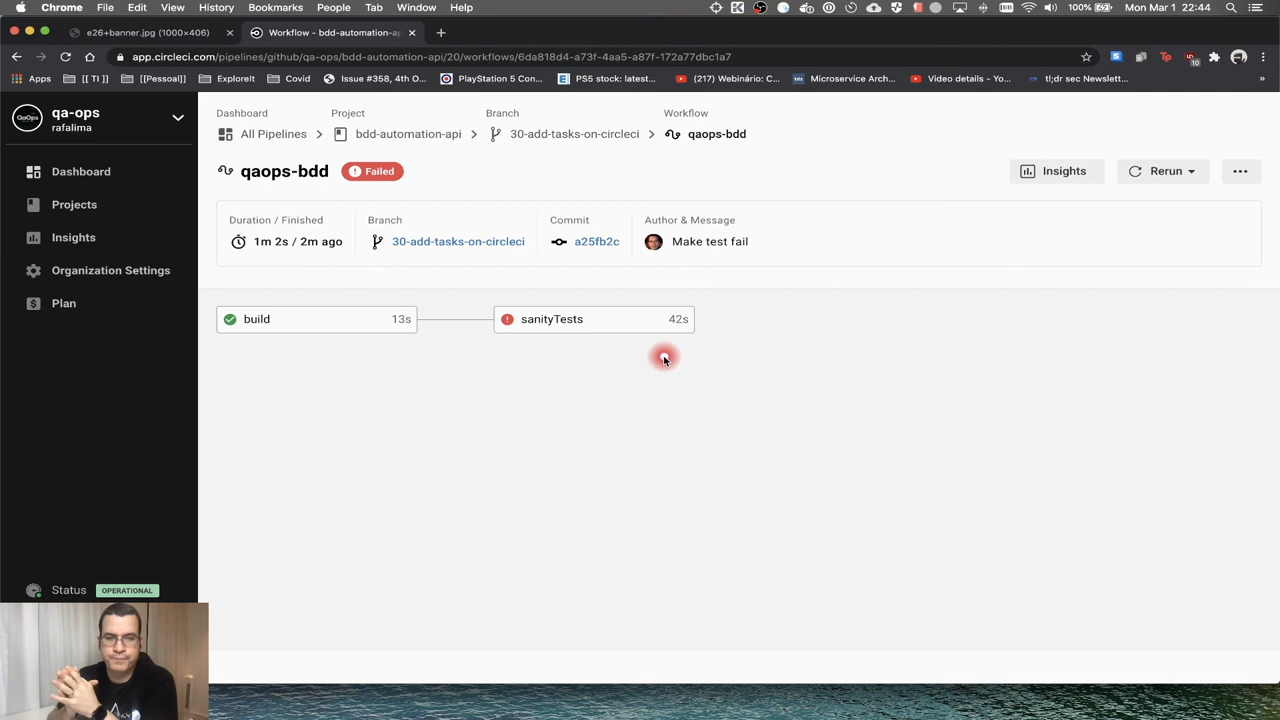 Chrome File Edit View History Bookmarks People Tab Window Help 100% Mon Mar 1 22:44
e26+banner.jpg (1000×406) Workflow - bdd-automation-ap
app.circleci.com/pipelines/github/qa-ops/bdd-automation-api/20/workflows/6da818d4-a73f-4aa5-a87f-172a77dbc1a7
Apps [[ TI ]] [[Pessoal]] ExploreIt Covid Issue #358, 4th O... PlayStation 5 Con... PS5 stock: latest... (217) Webinário: C... Microservice Arch... Video details - Yo... tl;dr sec Newslett... »
QaOps
qa-ops
rafalima
Dashboard
Projects
Insights
Organization Settings
Plan
Status OPERATIONAL
Dashboard Project Branch Workflow
All Pipelines bdd-automation-api 30-add-tasks-on-circleci qaops-bdd
qaops-bdd Failed Insights Rerun
Duration / Finished Branch Commit Author & Message
1m 2s / 2m ago 30-add-tasks-on-circleci a25fb2c Make test fail
build 13s sanityTests 42s